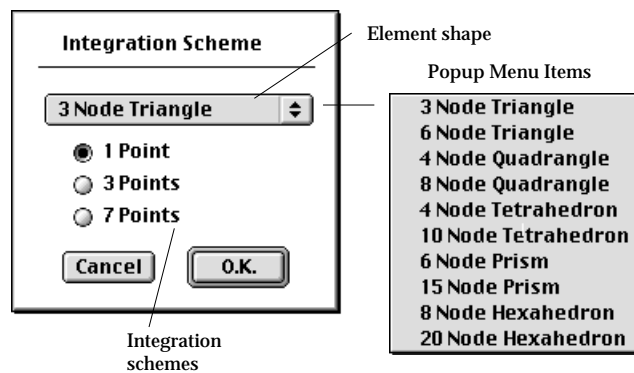 Integration Scheme
Element shape
Popup Menu Items
3 Node Triangle
1 Point
3 Points
7 Points
Cancel
O.K.
Integration
schemes
3 Node Triangle
6 Node Triangle
4 Node Quadrangle
8 Node Quadrangle
4 Node Tetrahedron
10 Node Tetrahedron
6 Node Prism
15 Node Prism
8 Node Hexahedron
20 Node Hexahedron